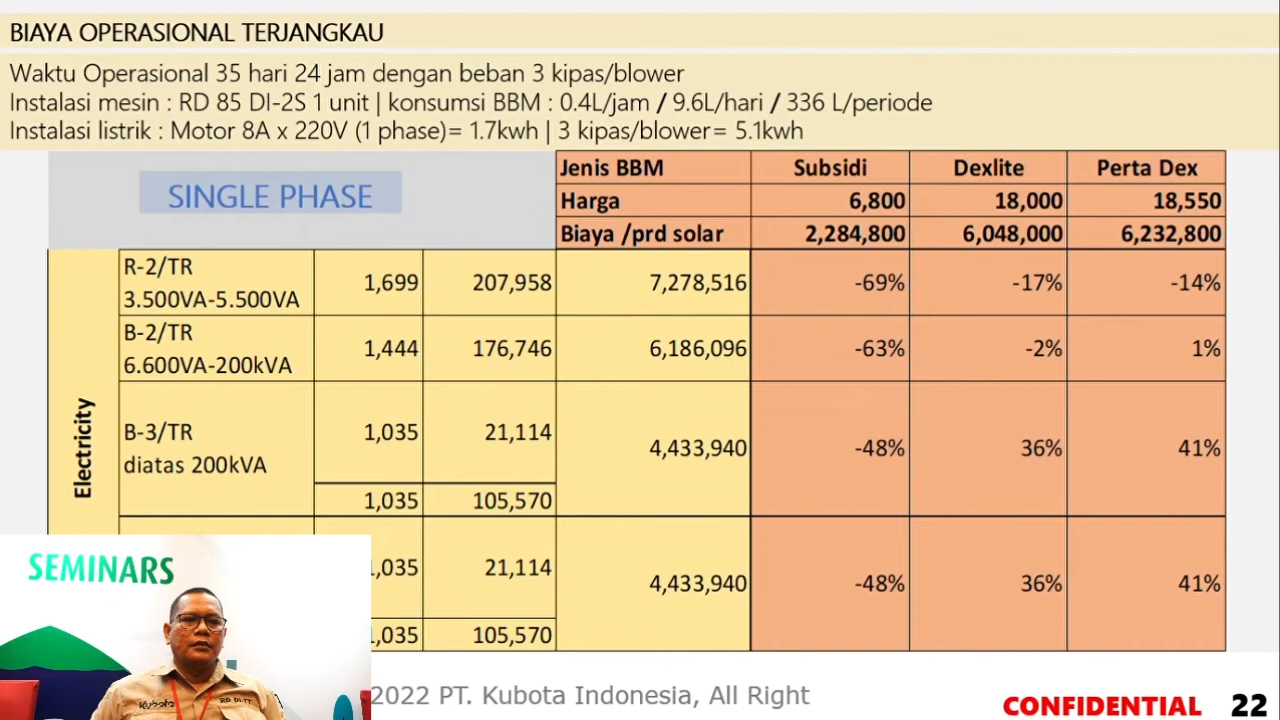 BIAYA OPERASIONAL TERJANGKAU
Waktu Operasional 35 hari 24 jam dengan beban 3 kipas/blower
Instalasi mesin : RD 85 DI-2S 1 unit | konsumsi BBM : 0.4L/jam / 9.6L/hari / 336 L/periode
Instalasi listrik : Motor 8A x 220V (1 phase)= 1.7kwh | 3 kipas/blower= 5.1kwh
SINGLE PHASE
Jenis BBM Subsidi Dexlite Perta Dex
Harga 6,800 18,000 18,550
Biaya /prd solar 2,284,800 6,048,000 6,232,800
Electricity
R-2/TR
3.500VA-5.500VA
1,699 207,958 7,278,516 -69% -17% -14%
B-2/TR
6.600VA-200kVA
1,444 176,746 6,186,096 -63% -2% 1%
B-3/TR
diatas 200kVA
1,035 21,114 4,433,940 -48% 36% 41%
1,035 105,570
,035 21,114 4,433,940 -48% 36% 41%
,035 105,570
SEMINARS
Kubota RD DI-TT
2022 PT. Kubota Indonesia, All Right
CONFIDENTIAL 22